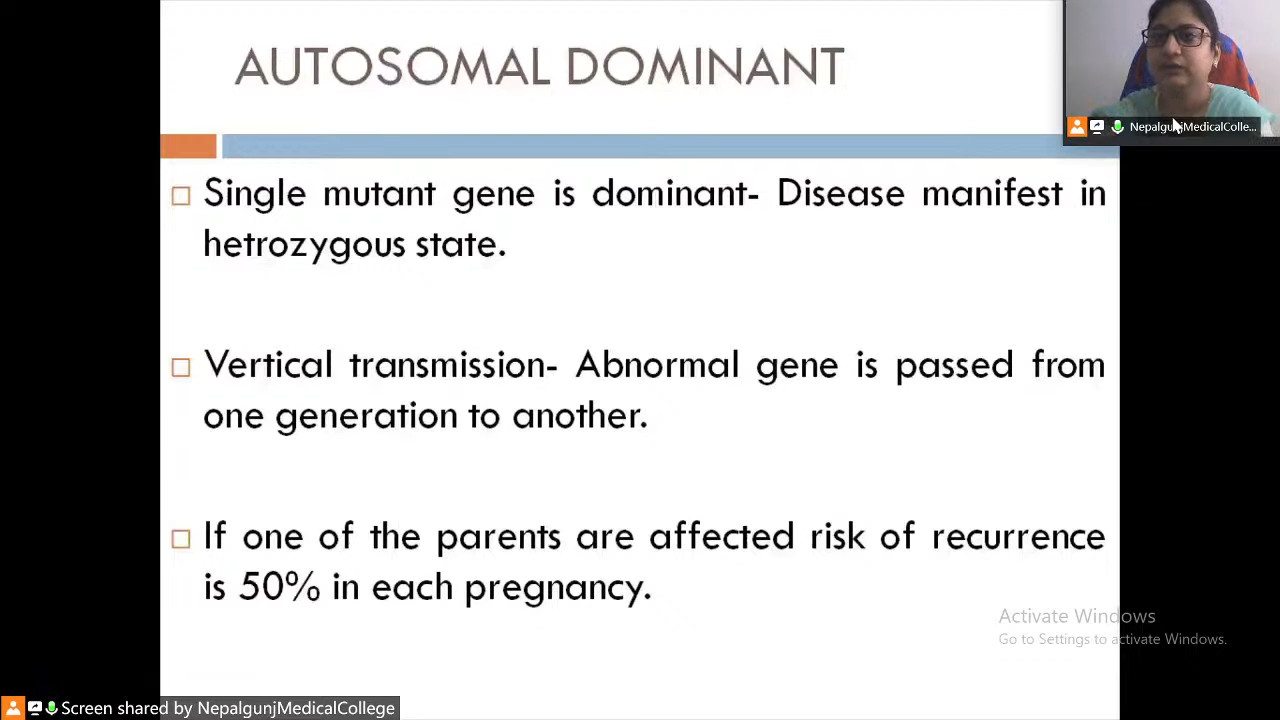 AUTOSOMAL DOMINANT
NepalgunjMedicalColle...
Single mutant gene is dominant- Disease manifest in
hetrozygous state.
Vertical transmission- Abnormal gene is passed from
one generation to another.
If one of the parents are affected risk of recurrence
is 50% in each pregnancy.
Activate Windows
Go to Settings to activate Windows.
Screen shared by NepalgunjMedicalCollege